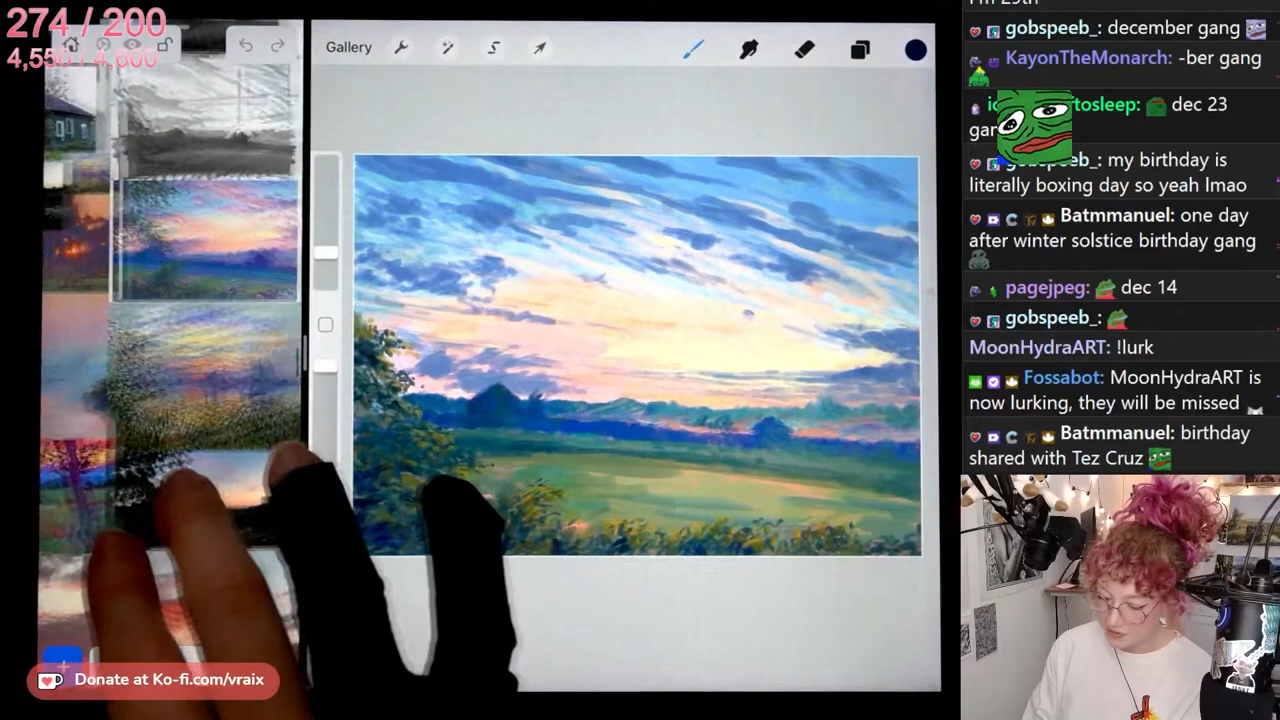 274 / 200
4,550 / 4,600
Gallery
Donate at Ko-fi.com/vraix
I'm 29th
gobspeeb_: december gang
KayonTheMonarch: -ber gang
tosleep: dec 23
gobspeeb_: my birthday is
literally boxing day so yeah lmao
Batmmanuel: one day
after winter solstice birthday gang
pagejpeg: dec 14
gobspeeb_:
MoonHydraART: !lurk
Fossabot: MoonHydraART is
now lurking, they will be missed
Batmmanuel: birthday
shared with Tez Cruz